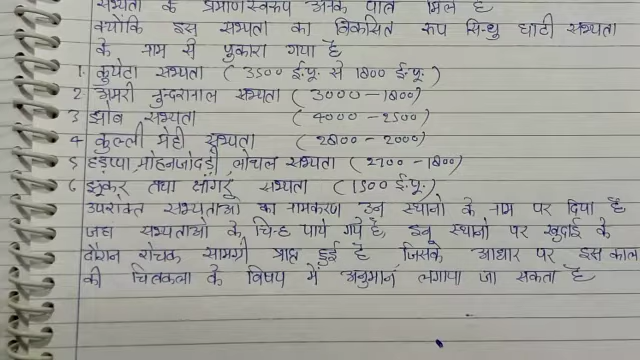 सभ्यता के प्रमाणस्वरूप उनके पात्र मिले है
क्योंकि इस सभ्यता का विकसित रूप सिन्धु घाटी सभ्यता
के नाम से पुकारा गया है
1. कुयेटा सभ्यता (3500 ई.पू. से 1800 ई.पू.)
2 अमरी नुन्दरानाल सभ्यता (3000-1800)
3 झोब सभ्यता (4000-2500)
4 कुल्ली मेही सभ्यता (2800-2000)
5 हड़प्पा, मोहनजोदड़ो, लोथल सभ्यता (2700-1800)
6 झूकर तथा झांगर सभ्यता (1500 ई.पू.)
उपरोक्त सभ्यताओं का नामकरण उन स्थानो के नाम पर दिया है
जहा सभ्यताओं के चिन्ह पाये गये है, इन स्थानो पर खुदाई के
दौरान रोचक सामग्री प्राप्त हुई है जिसके आधार पर इस काल
की चित्रकला के विषय में अनुमान लगाया जा सकता है